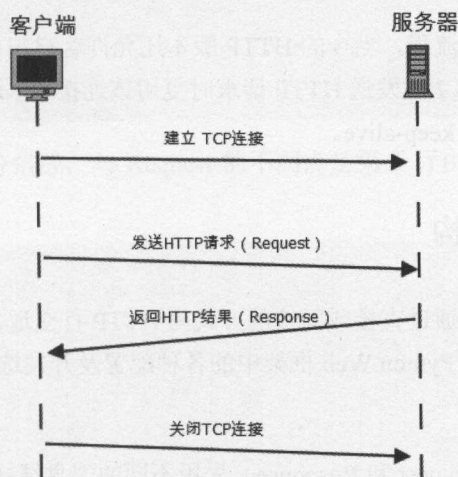 客户端
服务器
建立 TCP连接
发送HTTP请求（Request）
返回HTTP结果（Response）
关闭TCP连接